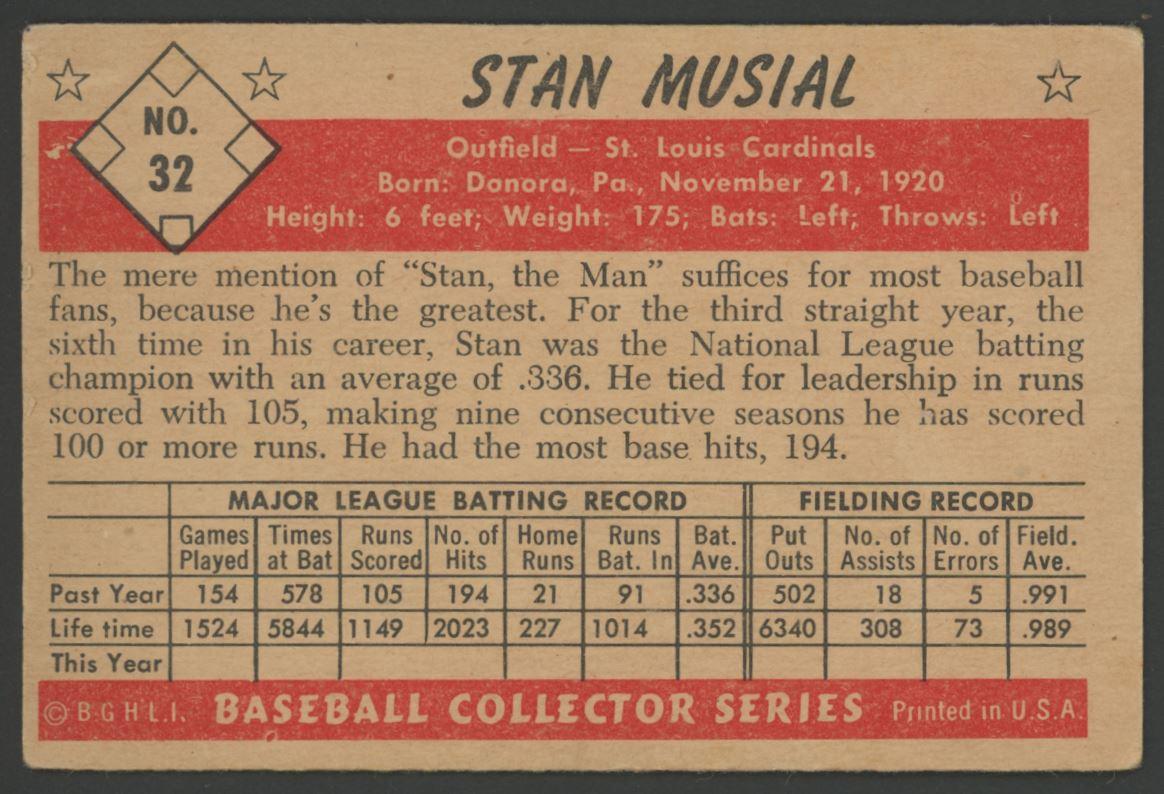 NO.
32
STAN MUSIAL
Outfield — St. Louis Cardinals
Born: Donora, Pa., November 21, 1920
Height: 6 feet; Weight: 175; Bats: Left; Throws: Left
The mere mention of “Stan, the Man” suffices for most baseball
fans, because he’s the greatest. For the third straight year, the
sixth time in his career, Stan was the National League batting
champion with an average of .336. He tied for leadership in runs
scored with 105, making nine consecutive seasons he has scored
100 or more runs. He had the most base hits, 194.
MAJOR LEAGUE BATTING RECORD FIELDING RECORD
Games Times Runs No. of Home Runs Bat. Put No. of No. of Field.
Played at Bat Scored Hits Runs Bat. In Ave. Outs Assists Errors Ave.
Past Year 154 578 105 194 21 91 .336 502 18 5 .991
Life time 1524 5844 1149 2023 227 1014 .352 6340 308 73 .989
This Year
© B.G.H.L.I. BASEBALL COLLECTOR SERIES Printed in U.S.A.